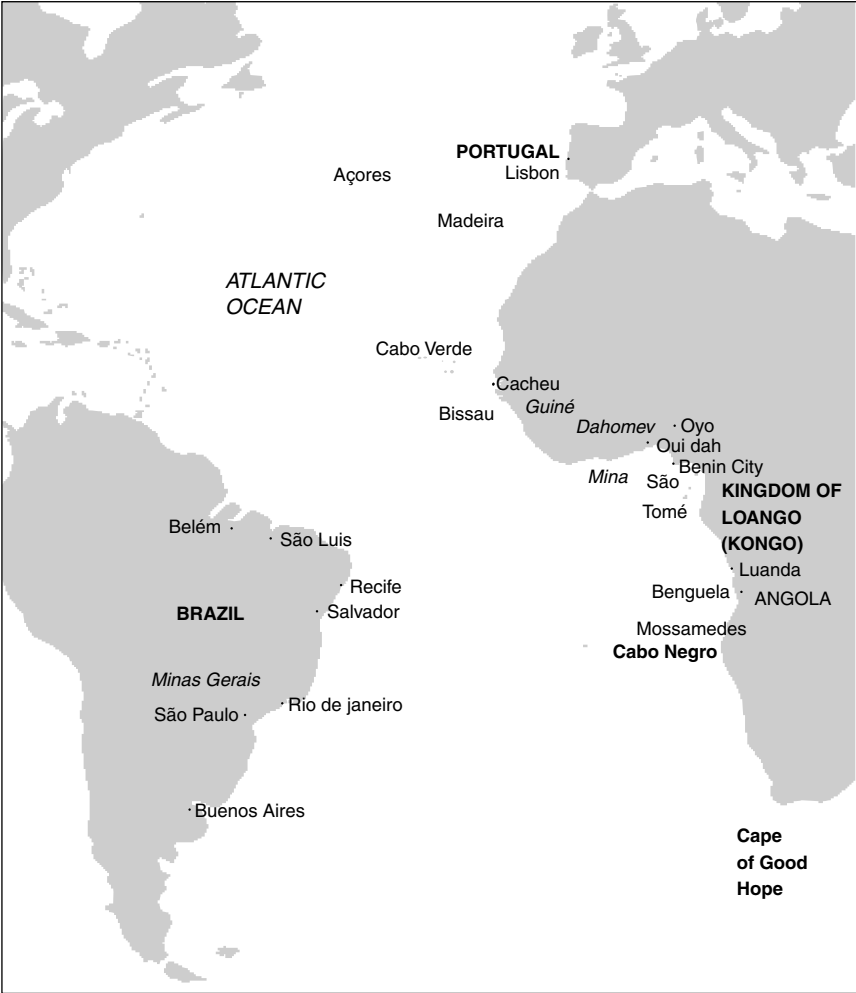 PORTUGAL
Lisbon
Açores
Madeira
ATLANTIC
OCEAN
Cabo Verde
Cacheu
Guiné
Bissau
Dahomev
Oyo
Oui dah
Benin City
Mina
São
Tomé
KINGDOM OF
LOANGO
(KONGO)
Belém
São Luis
Luanda
Recife
Benguela
ANGOLA
BRAZIL
Salvador
Mossamedes
Cabo Negro
Minas Gerais
Rio de janeiro
São Paulo
Buenos Aires
Cape
of Good
Hope